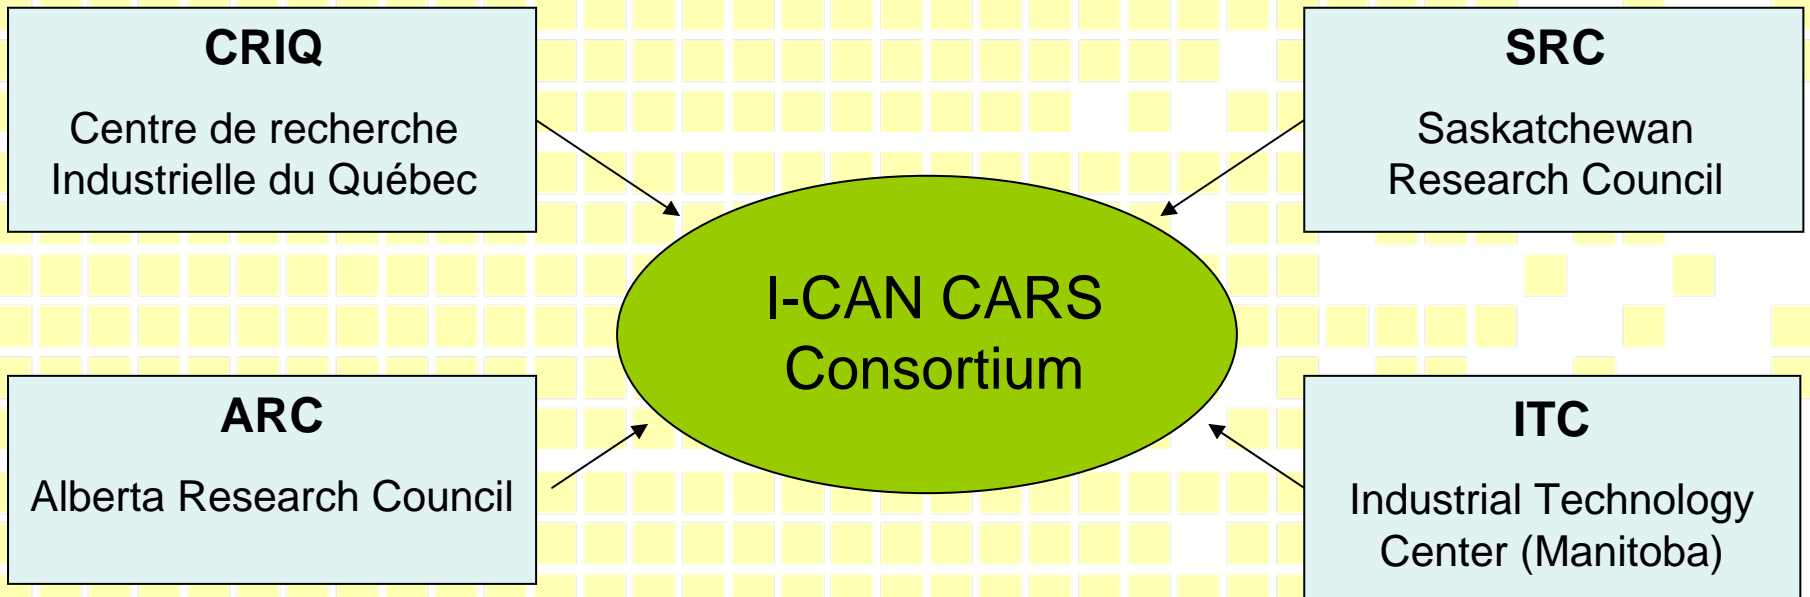 CRIQ
Centre de recherche
Industrielle du Québec
SRC
Saskatchewan
Research Council
I-CAN CARS
Consortium
ARC
Alberta Research Council
ITC
Industrial Technology
Center (Manitoba)